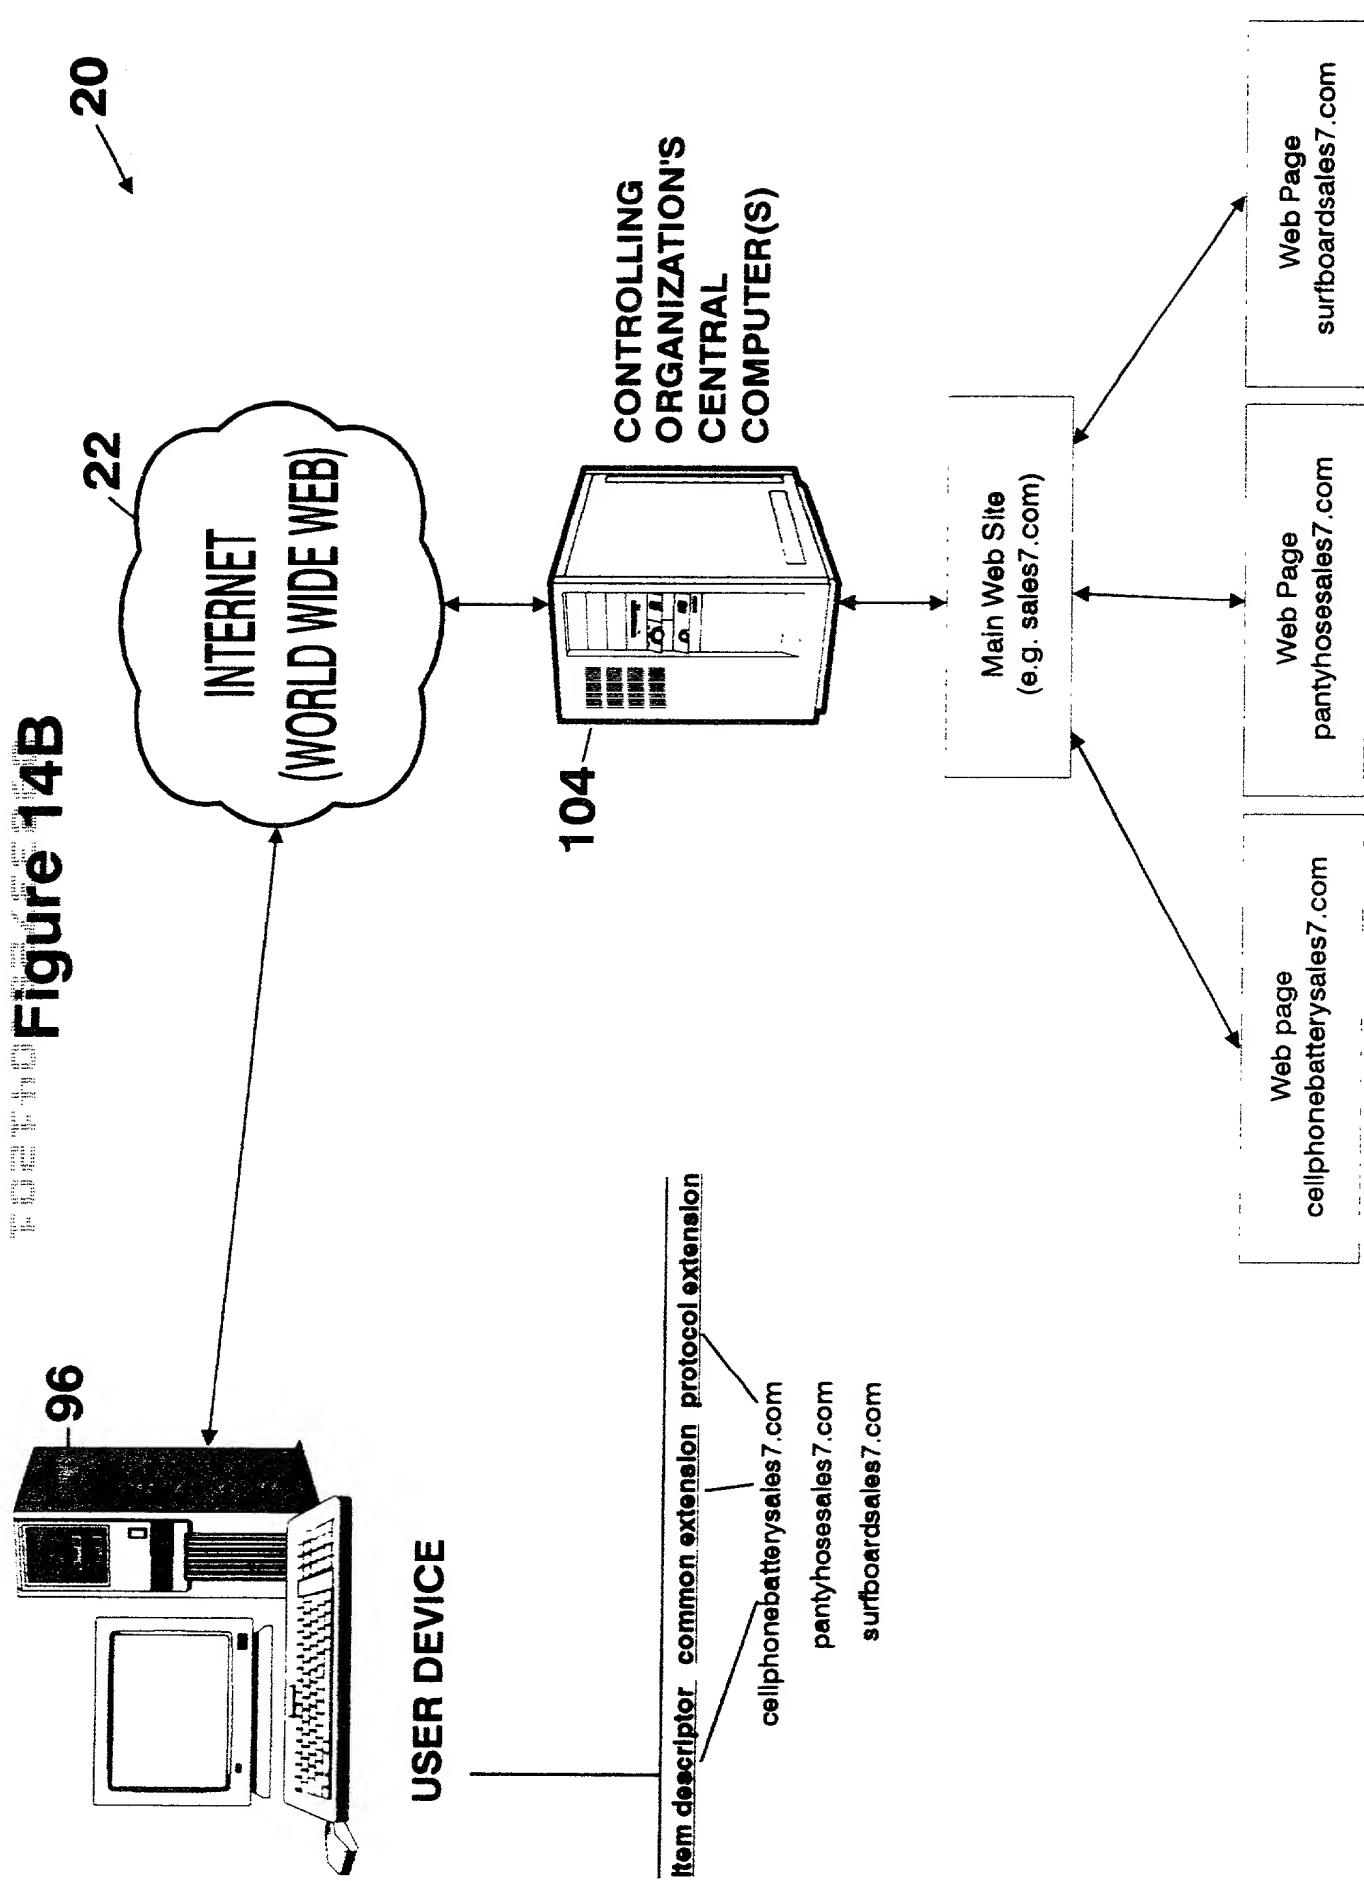 Figure 14B
20
96
22
INTERNET
(WORLD WIDE WEB)
USER DEVICE
104
CONTROLLING
ORGANIZATION'S
CENTRAL
COMPUTER(S)
Item descriptor common extension protocol extension
cellphonebatterysales7.com
pantyhosesales7.com
surfboardsales7.com
Main Web Site
(e.g. sales7.com)
Web page
cellphonebatterysales7.com
Web Page
pantyhosesales7.com
Web Page
surfboardsales7.com